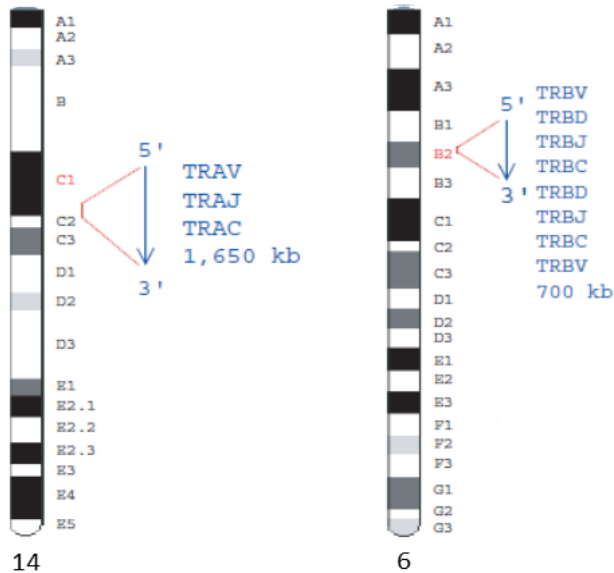 A1
A2
A3
B
C1
C2
C3
D1
D2
D3
E1
E2.1
E2.2
E2.3
E3
E4
E5
5'
TRAV
TRAJ
TRAC
1,650 kb
3'
14
A1
A2
A3
B1
B2
B3
C1
C2
C3
D1
D2
D3
E1
E2
E3
F1
F2
F3
G1
G2
G3
5'
3'
TRBV
TRBD
TRBJ
TRBC
TRBD
TRBJ
TRBC
TRBV
700 kb
6